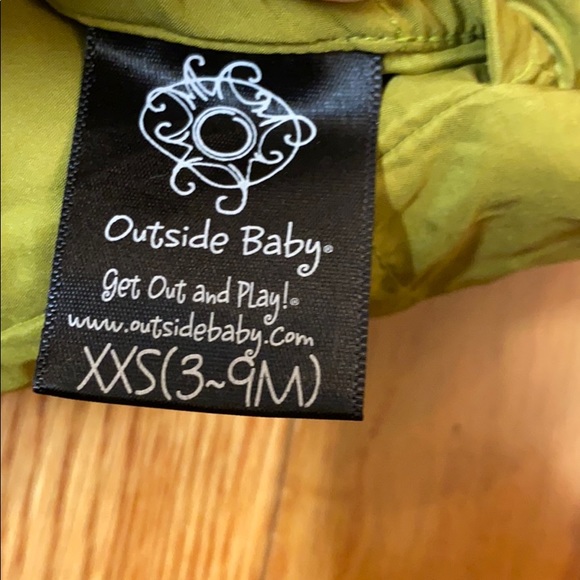 Outside Baby®
Get Out and Play!®
www.outsidebaby.com
XXS(3~9M)